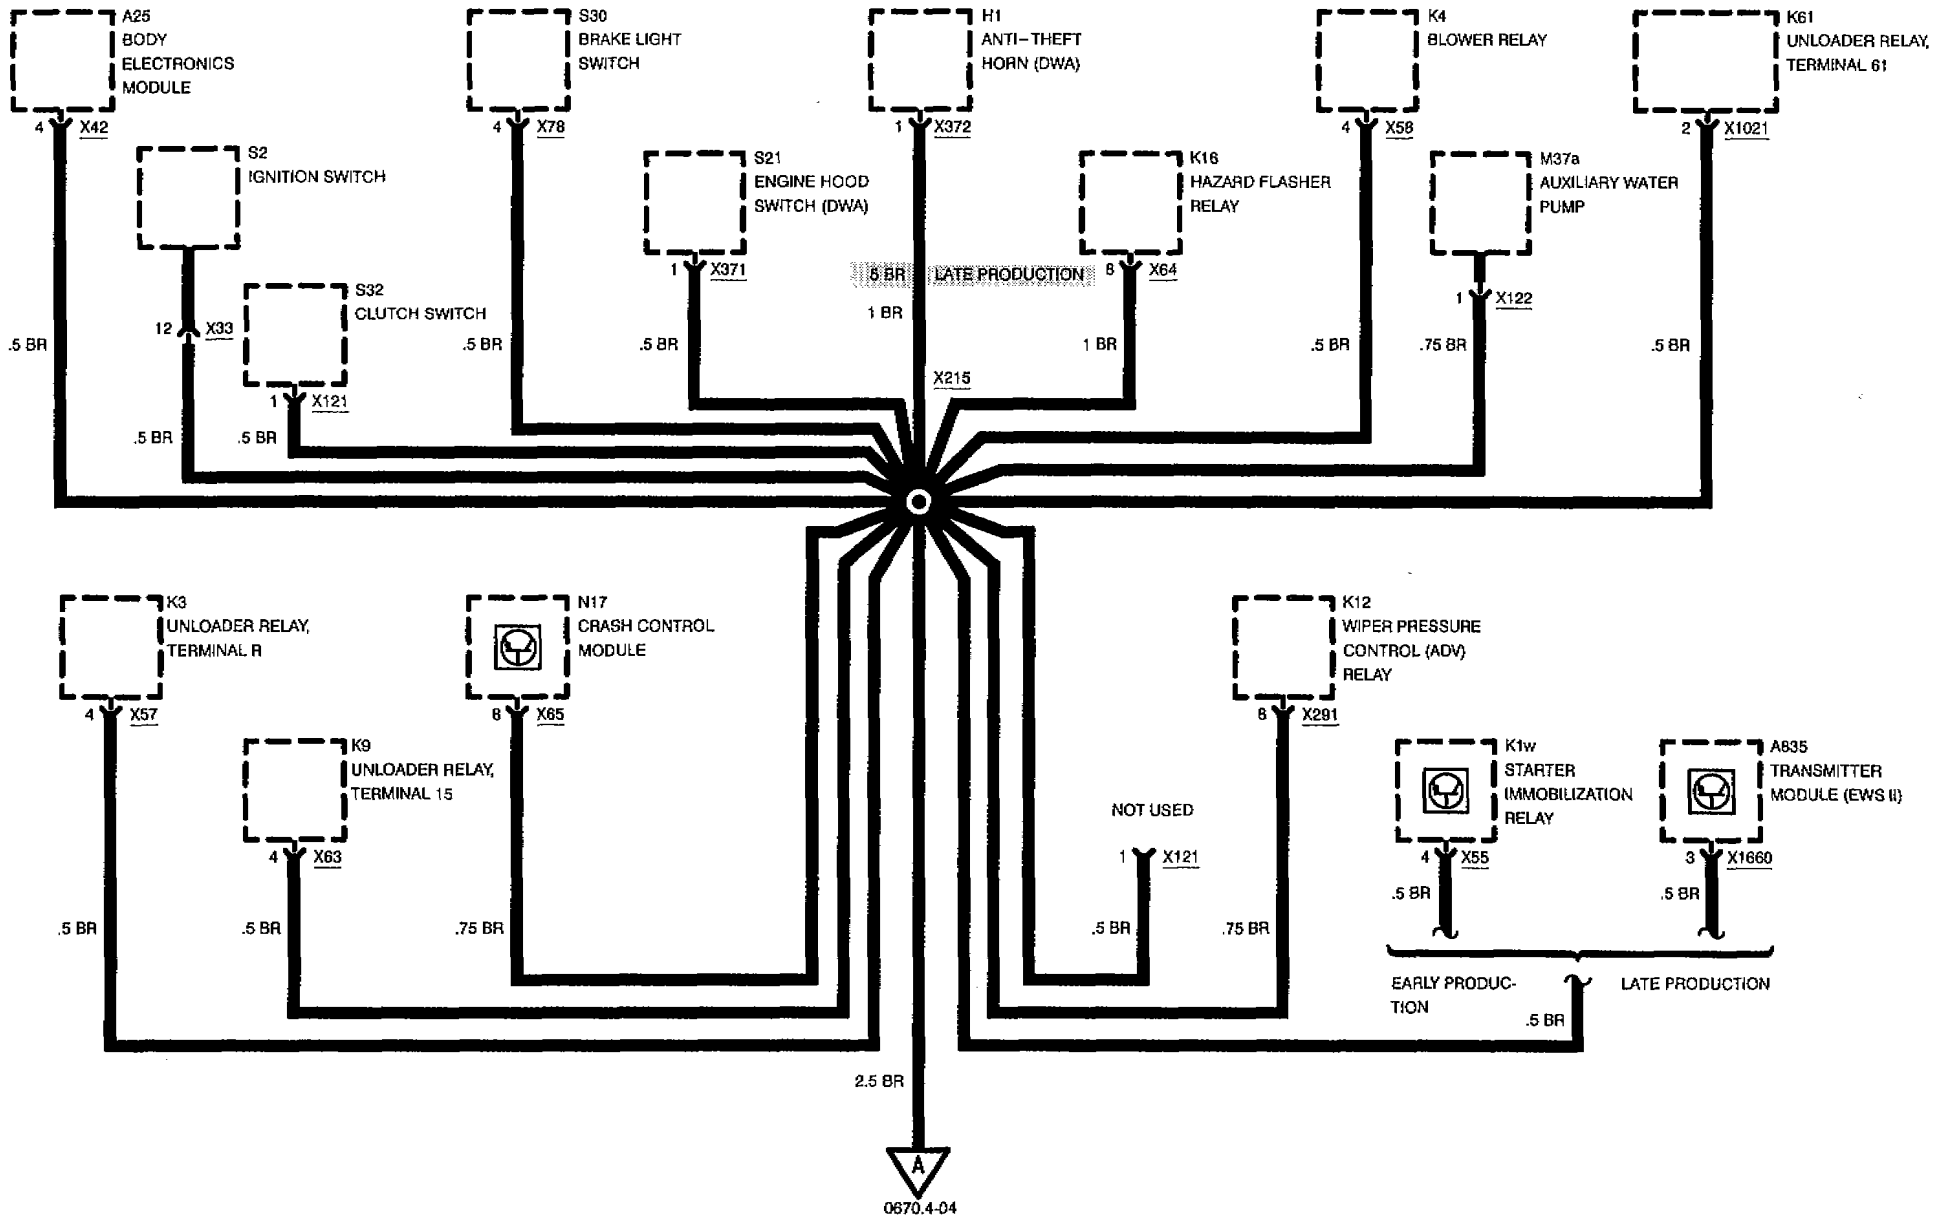 A25
BODY
ELECTRONICS
MODULE
4 X42
.5 BR
S2
IGNITION SWITCH
12 X33
.5 BR
S32
CLUTCH SWITCH
1 X121
.5 BR
S30
BRAKE LIGHT
SWITCH
4 X78
.5 BR
S21
ENGINE HOOD
SWITCH (DWA)
1 X371
.5 BR
H1
ANTI-THEFT
HORN (DWA)
1 X372
.5 BR LATE PRODUCTION
1 BR
X215
K16
HAZARD FLASHER
RELAY
8 X64
1 BR
K4
BLOWER RELAY
4 X58
.5 BR
M37a
AUXILIARY WATER
PUMP
1 X122
.75 BR
K61
UNLOADER RELAY,
TERMINAL 61
2 X1021
.5 BR
K3
UNLOADER RELAY,
TERMINAL R
4 X57
.5 BR
K9
UNLOADER RELAY,
TERMINAL 15
4 X63
.5 BR
N17
CRASH CONTROL
MODULE
8 X65
.75 BR
NOT USED
1 X121
.5 BR
K12
WIPER PRESSURE
CONTROL (ADV)
RELAY
8 X291
.75 BR
K1w
STARTER
IMMOBILIZATION
RELAY
4 X55
.5 BR
A835
TRANSMITTER
MODULE (EWS II)
3 X1660
.5 BR
EARLY PRODUC-
TION
LATE PRODUCTION
.5 BR
2.5 BR
A
0670.4-04